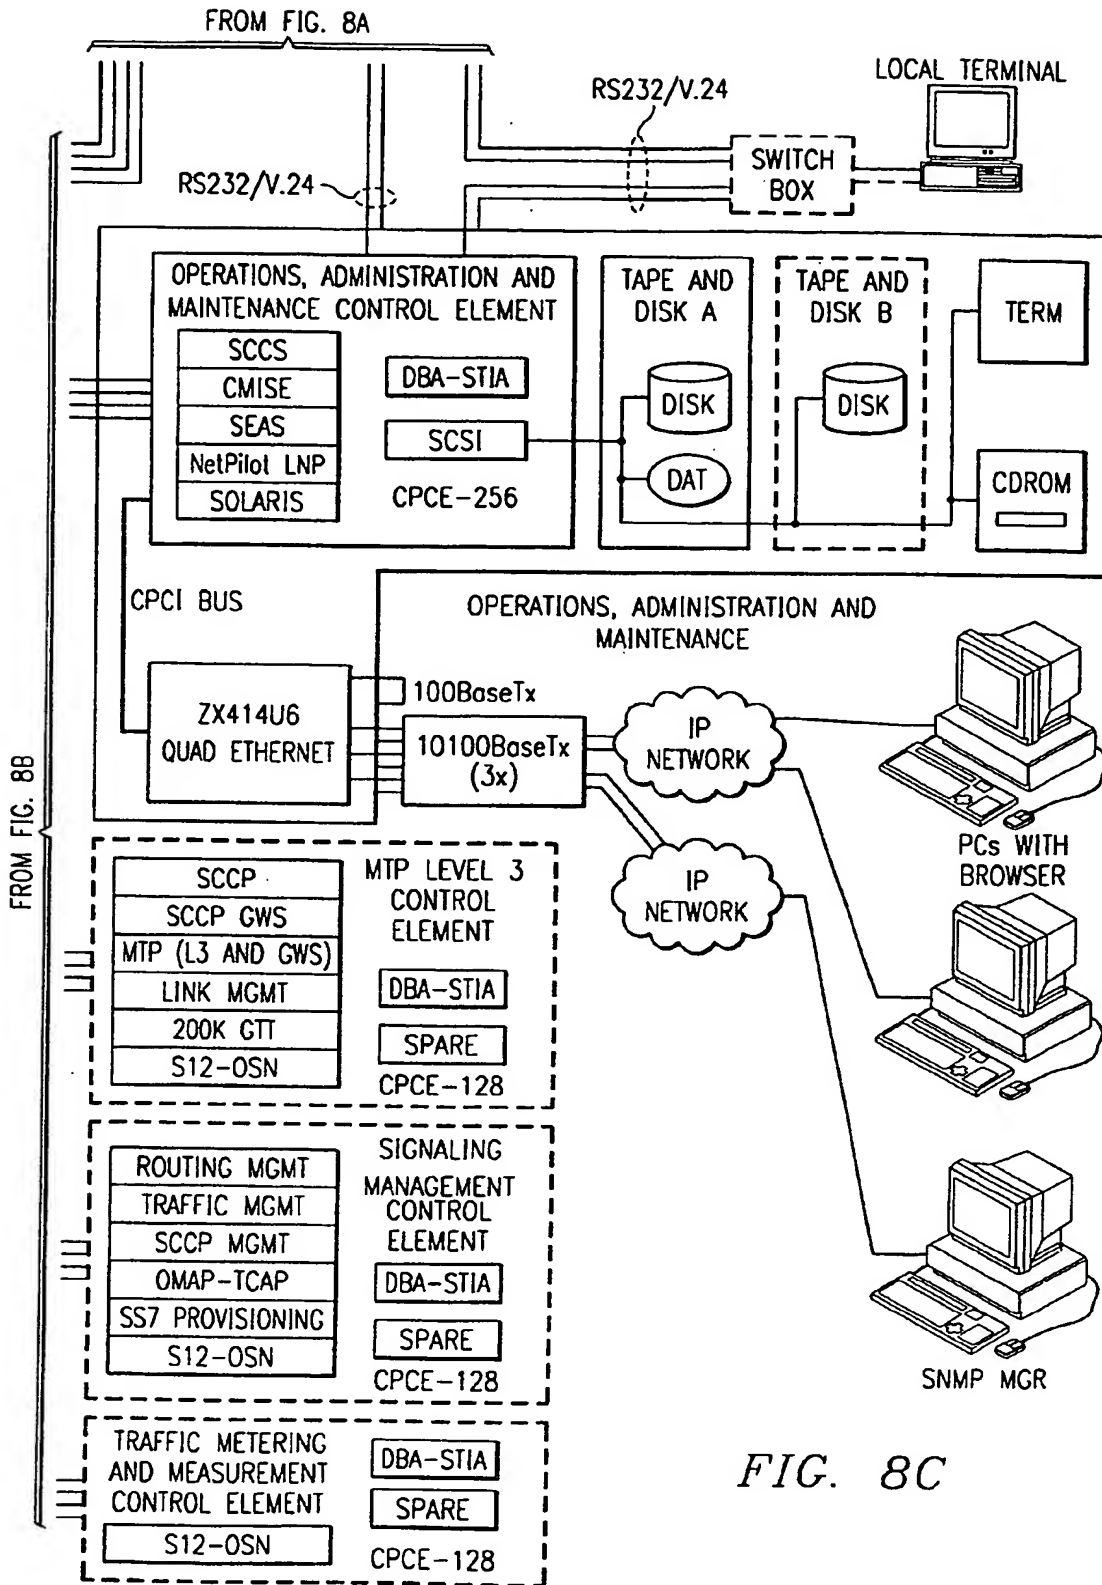 FROM FIG. 8A
LOCAL TERMINAL
RS232/V.24
SWITCH
BOX
RS232/V.24
OPERATIONS, ADMINISTRATION AND
MAINTENANCE CONTROL ELEMENT
SCCS
CMISE
SEAS
NetPilot LNP
SOLARIS
DBA-STIA
SCSI
CPCE-256
TAPE AND
DISK A
DISK
DAT
TAPE AND
DISK B
DISK
TERM
CDROM
CPCI BUS
OPERATIONS, ADMINISTRATION AND
MAINTENANCE
ZX414U6
QUAD ETHERNET
100BaseTx
10100BaseTx
(3x)
IP
NETWORK
IP
NETWORK
PCs WITH
BROWSER
SNMP MGR
FROM FIG. 8B
SCCP
SCCP GWS
MTP (L3 AND GWS)
LINK MGMT
200K GTT
S12-OSN
MTP LEVEL 3
CONTROL
ELEMENT
DBA-STIA
SPARE
CPCE-128
ROUTING MGMT
TRAFFIC MGMT
SCCP MGMT
OMAP-TCAP
SS7 PROVISIONING
S12-OSN
SIGNALING
MANAGEMENT
CONTROL
ELEMENT
DBA-STIA
SPARE
CPCE-128
TRAFFIC METERING
AND MEASUREMENT
CONTROL ELEMENT
S12-OSN
DBA-STIA
SPARE
CPCE-128
FIG. 8C